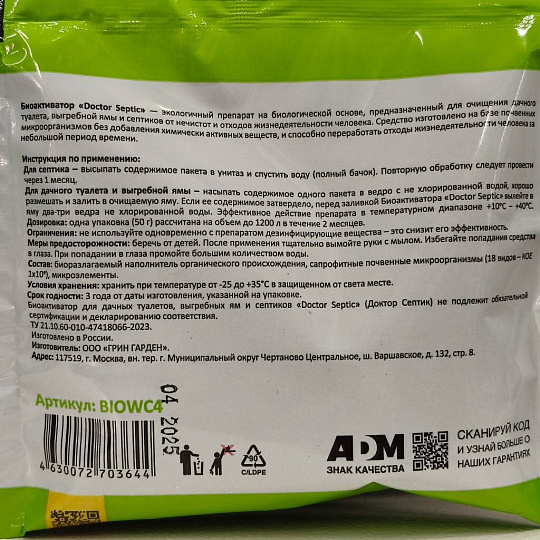 Биоактиватор «Doctor Septic» — экологичный препарат на биологической основе, предназначенный для очищения дачного
туалета, выгребной ямы и септиков от нечистот и отходов жизнедеятельности человека. Средство изготовлено на базе почвенных
микроорганизмов без добавления химически активных веществ, и способно переработать отходы жизнедеятельности человека за
небольшой период времени.
Инструкция по применению:
Для септика – высыпать содержимое пакета в унитаз и спустить воду (полный бачок). Повторную обработку следует провести
через 1 месяц.
Для дачного туалета и выгребной ямы – насыпать содержимое одного пакета в ведро с не хлорированной водой, хорошо
размешать и залить в очищаемую яму. Если ее содержимое затвердело, перед заливкой Биоактиватора «Doctor Septic» вылейте в
яму два-три ведра не хлорированной воды. Эффективное действие препарата в температурном диапазоне +10°С – +40°С.
Дозировка: одна упаковка (50 г) рассчитана на объем до 1200 л в течение 2 месяцев.
Ограничения: не используйте одновременно с препаратом дезинфицирующие вещества – это снизит его эффективность.
Меры предосторожности: беречь от детей. После применения тщательно вымойте руки с мылом. Избегайте попадания средства
в глаза. При попадании в глаза промойте большим количеством воды.
Состав: биоразлагаемый наполнитель органического происхождения, сапрофитные почвенные микроорганизмы (18 видов – КОЕ
микроэлементы.
Условия хранения: хранить при температуре от -25 до +35°С в защищенном от света месте.
Срок годности: 3 года от даты изготовления, указанной на упаковке.
Биоактиватор для дачных туалетов, выгребных ям и септиков «Doctor Septic» (Доктор Септик) не подлежит обязательной
сертификации и декларированию соответствия.
ТУ 21.10.60-010-47418066-2023.
Изготовлено в России.
Изготовитель: ООО «ГРИН ГАРДЕН».
Адрес: 117519, г. Москва, вн. тер. г. Муниципальный округ Чертаново Центральное, ш. Варшавское, д. 132, стр. 8.
Артикул: BIOWC4
04 2025
4 630072 703644
90
C/LDPE
ADM
ЗНАК КАЧЕСТВА
СКАНИРУЙ КОД
И УЗНАЙ БОЛЬШЕ О
НАШИХ ГАРАНТИЯХ